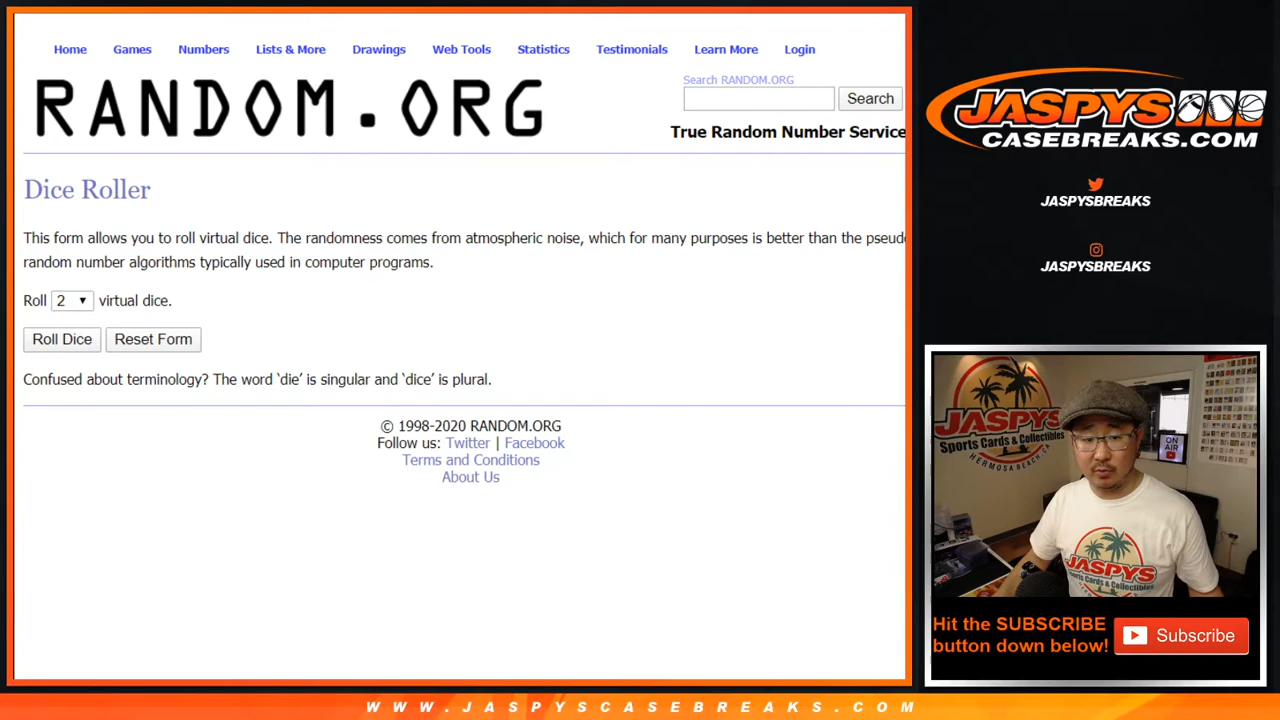 Home Games Numbers Lists & More Drawings Web Tools Statistics Testimonials Learn More Login
RANDOM.ORG
Search RANDOM.ORG
Search
True Random Number Service
Dice Roller
This form allows you to roll virtual dice. The randomness comes from atmospheric noise, which for many purposes is better than the pseudo
random number algorithms typically used in computer programs.
Roll 2 virtual dice.
Roll Dice Reset Form
Confused about terminology? The word ‘die’ is singular and ‘dice’ is plural.
© 1998-2020 RANDOM.ORG
Follow us: Twitter | Facebook
Terms and Conditions
About Us
JASPYS
CASEBREAKS.COM
JASPYSBREAKS
JASPYSBREAKS
JASPYS
Sports Cards & Collectibles
HERMOSA BEACH, CA
ON
AIR
JASPYS
Sports Cards & Collectibles
Hit the SUBSCRIBE
button down below!
Subscribe
WWW.JASPYSCASEBREAKS.COM